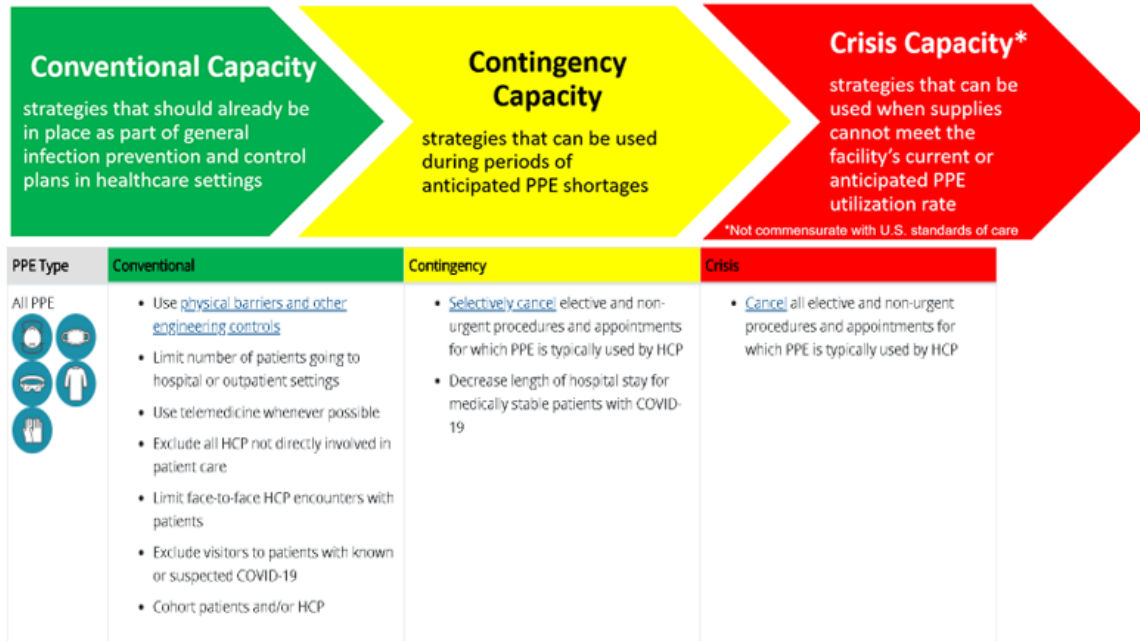 Conventional Capacity
strategies that should already be
in place as part of general
infection prevention and control
plans in healthcare settings
Contingency
Capacity
strategies that can be used
during periods of
anticipated PPE shortages
Crisis Capacity*
strategies that can be
used when supplies
cannot meet the
facility's current or
anticipated PPE
utilization rate
*Not commensurate with U.S. standards of care
PPE Type
Conventional
Contingency
Crisis
All PPE
• Use physical barriers and other
engineering controls
• Limit number of patients going to
hospital or outpatient settings
• Use telemedicine whenever possible
• Exclude all HCP not directly involved in
patient care
• Limit face-to-face HCP encounters with
patients
• Exclude visitors to patients with known
or suspected COVID-19
• Cohort patients and/or HCP
• Selectively cancel elective and non-
urgent procedures and appointments
for which PPE is typically used by HCP
• Decrease length of hospital stay for
medically stable patients with COVID-
19
• Cancel all elective and non-urgent
procedures and appointments for
which PPE is typically used by HCP